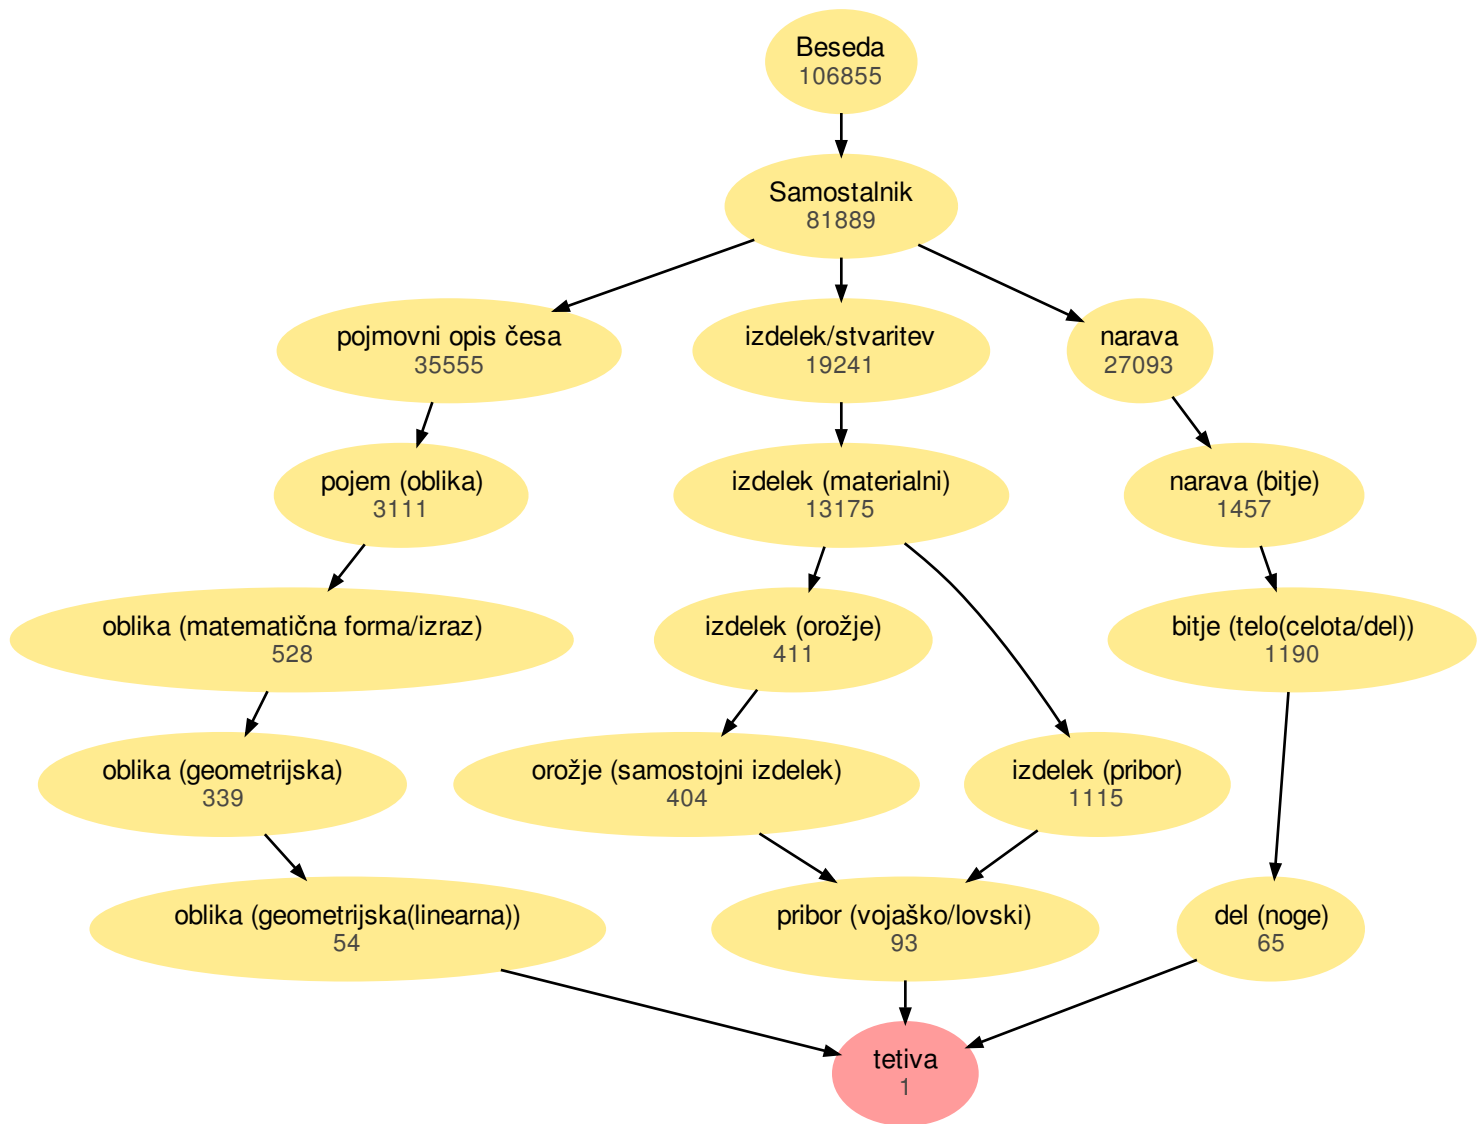 Beseda
106855
Samostalnik
81889
pojmovni opis česa
35555
izdelek/stvaritev
19241
narava
27093
pojem (oblika)
3111
izdelek (materialni)
13175
narava (bitje)
1457
oblika (matematična forma/izraz)
528
izdelek (orožje)
411
bitje (telo(celota/del))
1190
oblika (geometrijska)
339
orožje (samostojni izdelek)
404
izdelek (pribor)
1115
oblika (geometrijska(linearna))
54
pribor (vojaško/lovski)
93
del (noge)
65
tetiva
1